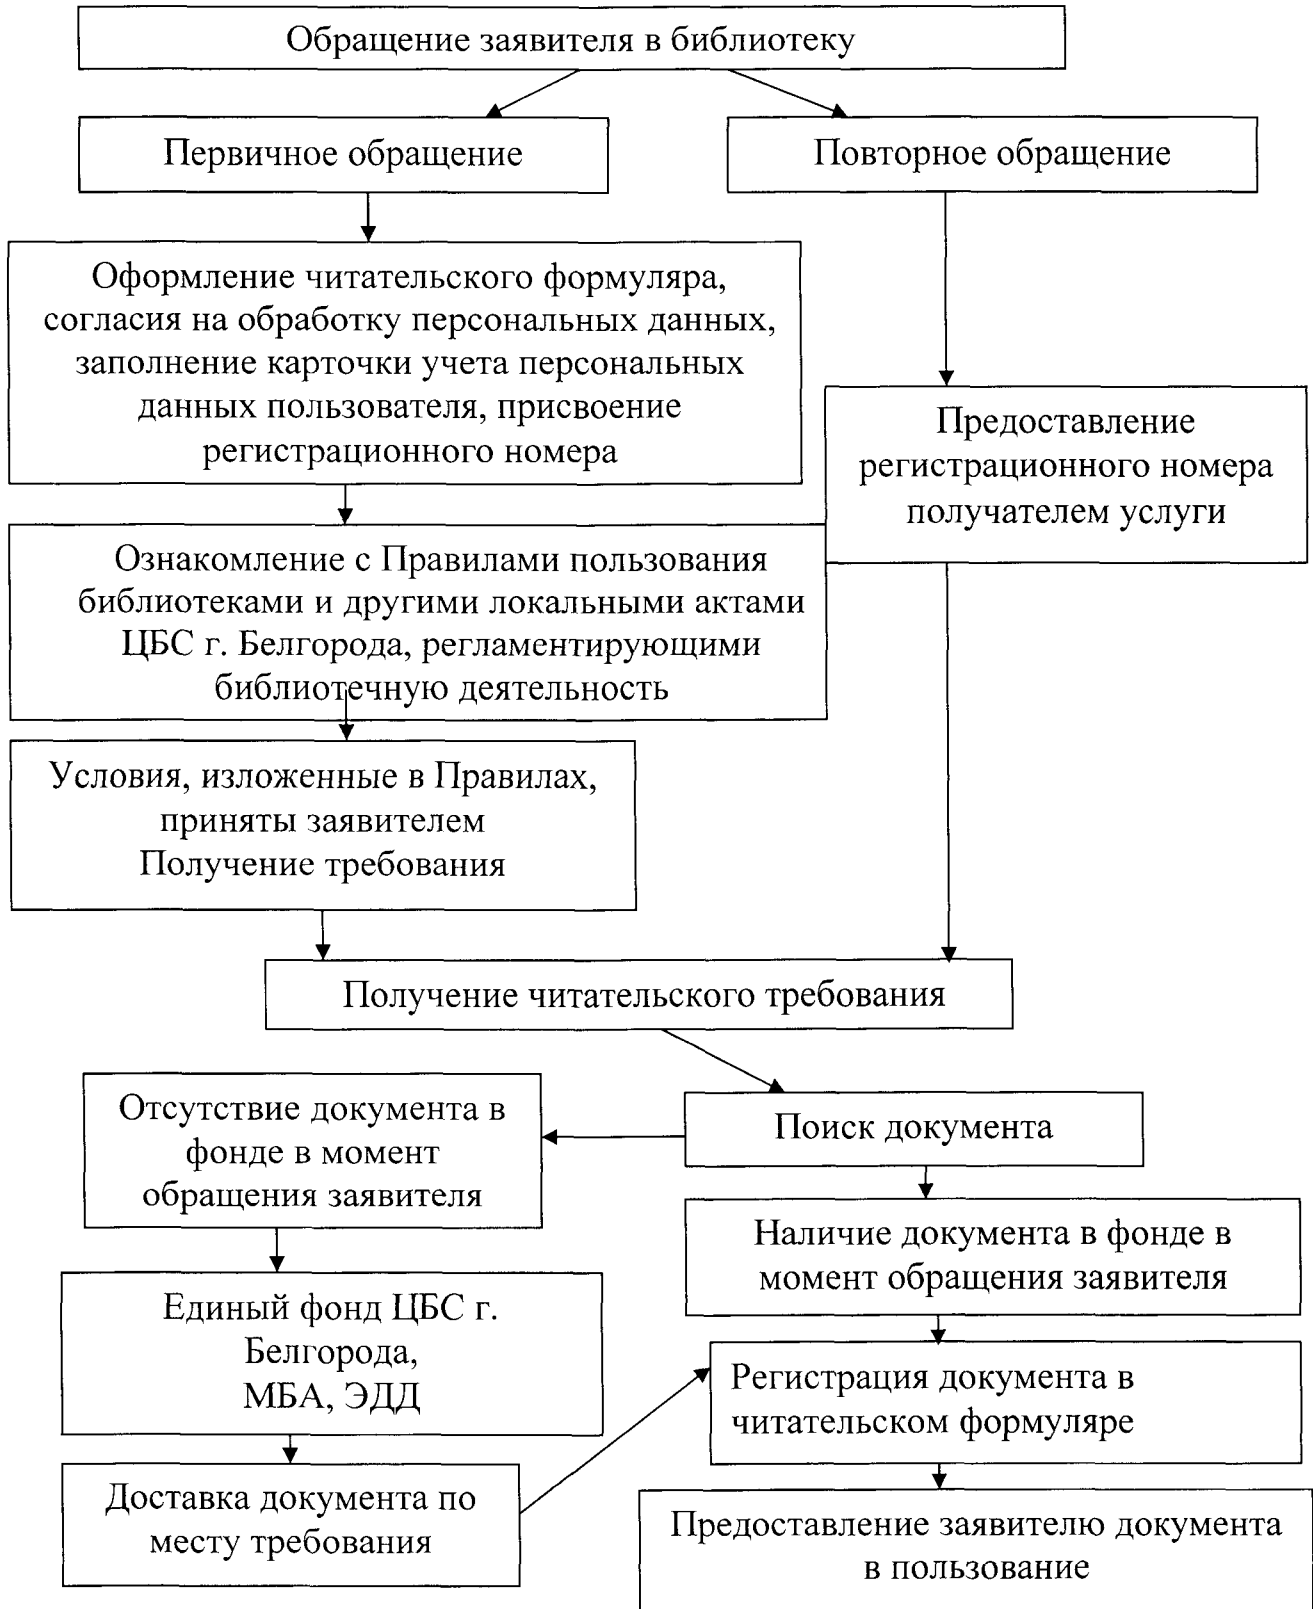 Обращение заявителя в библиотеку
Первичное обращение
Повторное обращение
Оформление читательского формуляра,
согласия на обработку персональных данных,
заполнение карточки учета персональных
данных пользователя, присвоение
регистрационного номера
Предоставление
регистрационного номера
получателем услуги
Ознакомление с Правилами пользования
библиотеками и другими локальными актами
ЦБС г. Белгорода, регламентирующими
библиотечную деятельность
Условия, изложенные в Правилах,
приняты заявителем
Получение требования
Получение читательского требования
Отсутствие документа в
фонде в момент
обращения заявителя
Поиск документа
Наличие документа в фонде в
момент обращения заявителя
Единый фонд ЦБС г.
Белгорода,
МБА, ЭДД
Регистрация документа в
читательском формуляре
Доставка документа по
месту требования
Предоставление заявителю документа
в пользование